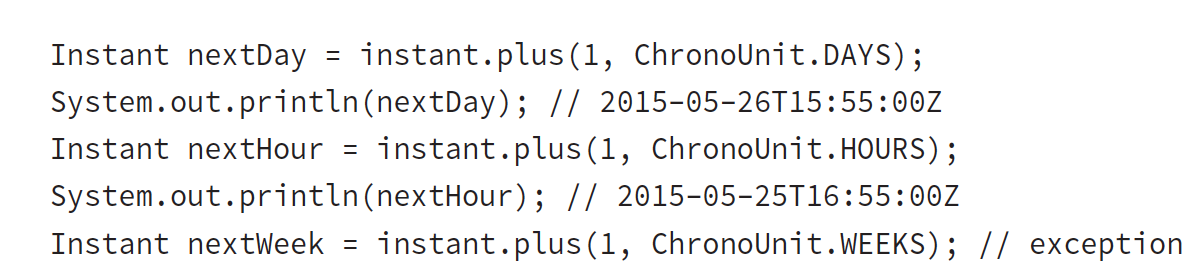 Instant nextDay = instant.plus(1, ChronoUnit.DAYS);
System.out.println(nextDay); // 2015–05–26T15:55:00Z
Instant nextHour = instant.plus(1, ChronoUnit.HOURS);
System.out.println(nextHour); // 2015–05–25T16:55:00Z
Instant nextWeek = instant.plus(1, ChronoUnit.WEEKS); // exception